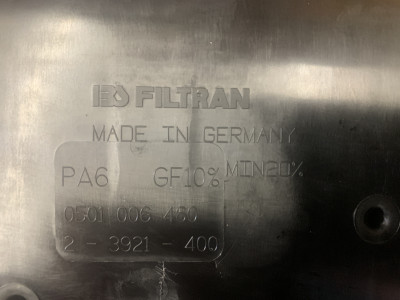 FILTRAN
MADE IN GERMANY
PA6 GF10% MIN20%
0501 006 460
2 - 3921 - 400